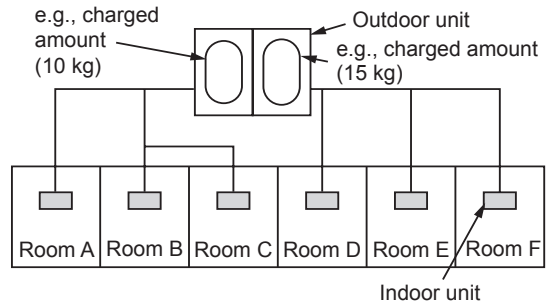 e.g., charged
amount
(10 kg)
Outdoor unit
e.g., charged amount
(15 kg)
Room A
Room B
Room C
Room D
Room E
Room F
Indoor unit